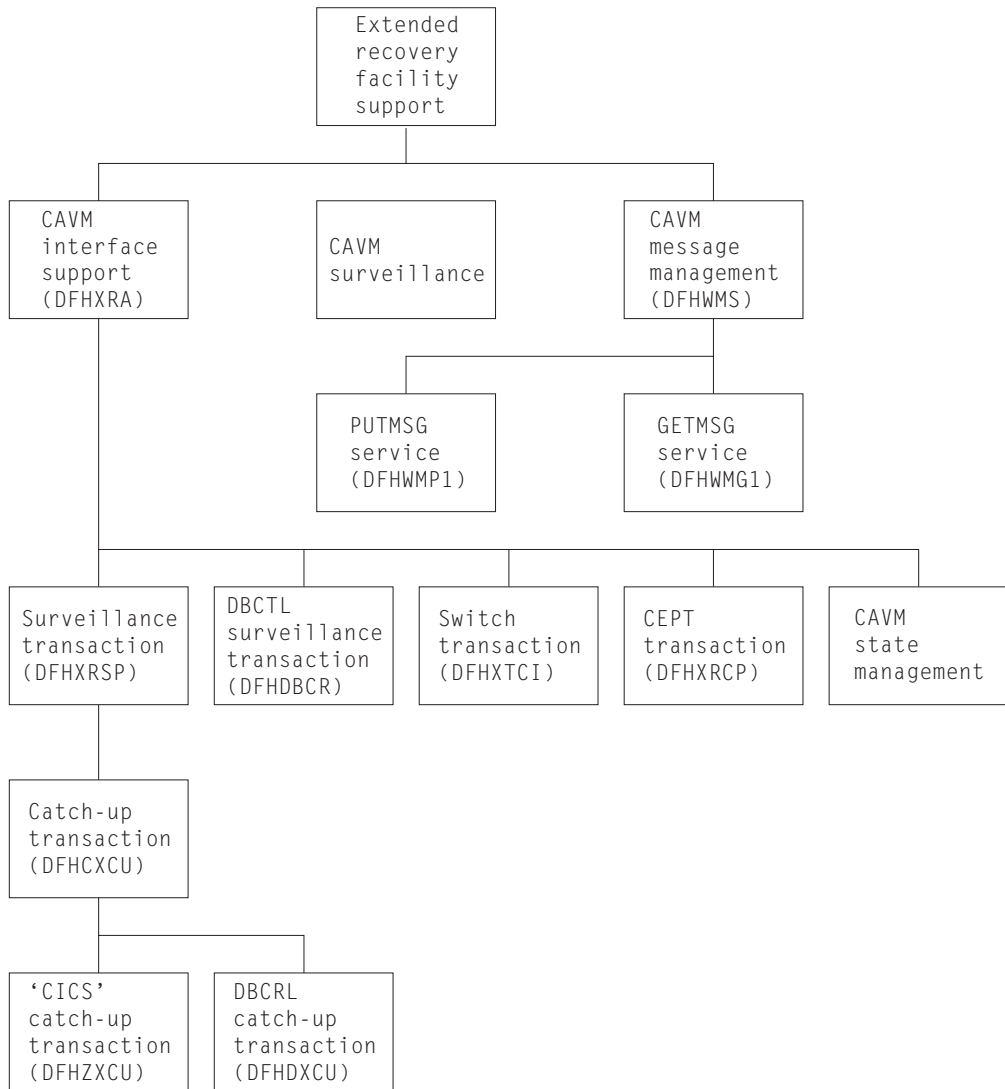 Extended
recovery
facility
support
CAVM
interface
support
(DFHXRA)
CAVM
surveillance
CAVM
message
management
(DFHWMS)
PUTMSG
service
(DFHWMP1)
GETMSG
service
(DFHWMG1)
Surveillance
transaction
(DFHXRSP)
DBCTL
surveillance
transaction
(DFHDBCR)
Switch
transaction
(DFHXTCI)
CEPT
transaction
(DFHXRCP)
CAVM
state
management
Catch-up
transaction
(DFHCXCU)
‘CICS’
catch-up
transaction
(DFHZXCU)
DBCRL
catch-up
transaction
(DFHDXCU)